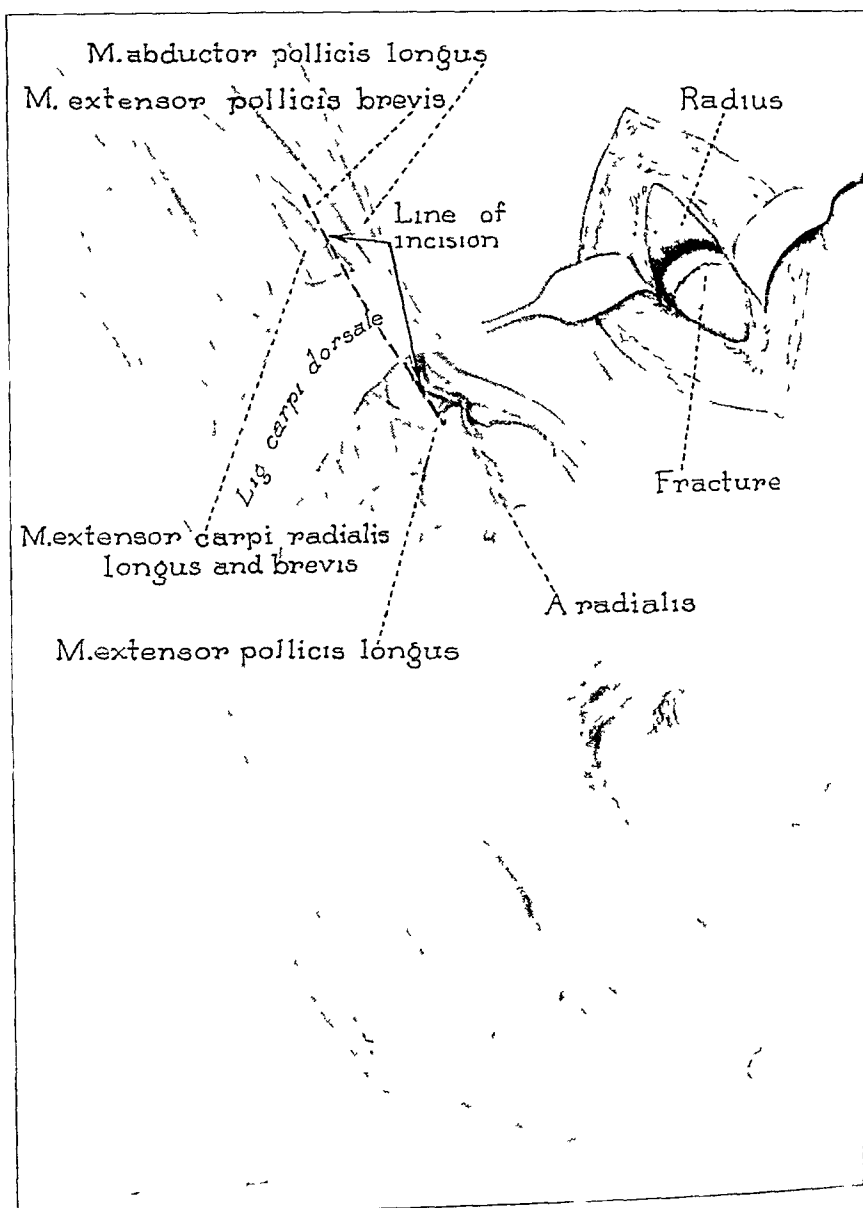 M. abductor pollicis longus
M. extensor pollicis brevis
Radius
Line of
incision
Lig carpi dorsale
Fracture
M. extensor carpi radialis
longus and brevis
A radialis
M. extensor pollicis longus